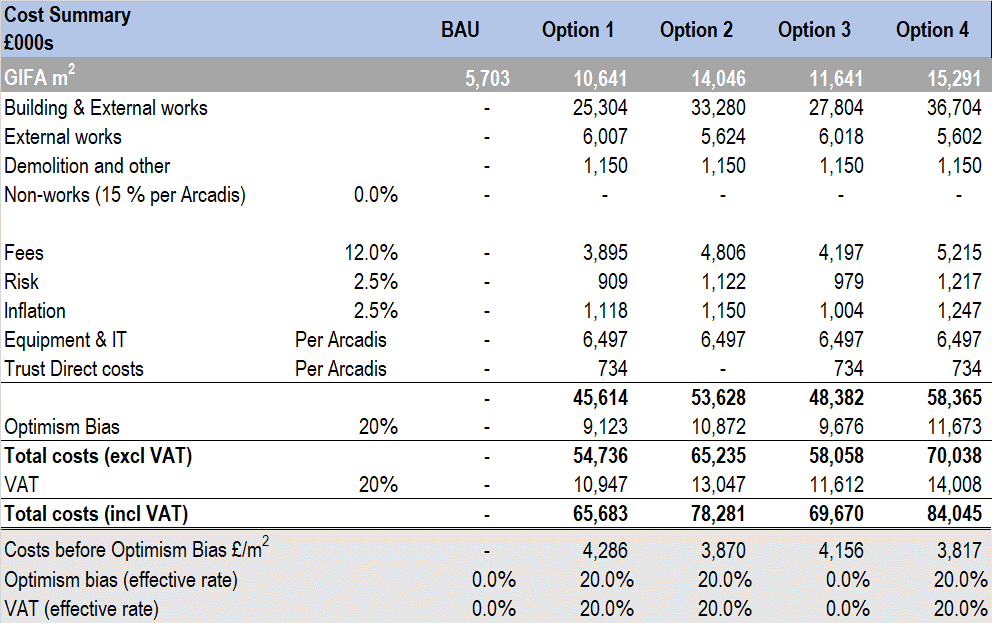 Cost Summary
£000s BAU Option 1 Option 2 Option 3 Option 4
GIFA m² 5,703 10,641 14,046 11,641 15,291
Building & External works - 25,304 33,280 27,804 36,704
External works - 6,007 5,624 6,018 5,602
Demolition and other - 1,150 1,150 1,150 1,150
Non-works (15 % per Arcadis) 0.0% - - - - -
Fees 12.0% - 3,895 4,806 4,197 5,215
Risk 2.5% - 909 1,122 979 1,217
Inflation 2.5% - 1,118 1,150 1,004 1,247
Equipment & IT Per Arcadis - 6,497 6,497 6,497 6,497
Trust Direct costs Per Arcadis - 734 - 734 734
- 45,614 53,628 48,382 58,365
Optimism Bias 20% - 9,123 10,872 9,676 11,673
Total costs (excl VAT) - 54,736 65,235 58,058 70,038
VAT 20% - 10,947 13,047 11,612 14,008
Total costs (incl VAT) - 65,683 78,281 69,670 84,045
Costs before Optimism Bias £/m² - 4,286 3,870 4,156 3,817
Optimism bias (effective rate) 0.0% 20.0% 20.0% 0.0% 20.0%
VAT (effective rate) 0.0% 20.0% 20.0% 0.0% 20.0%